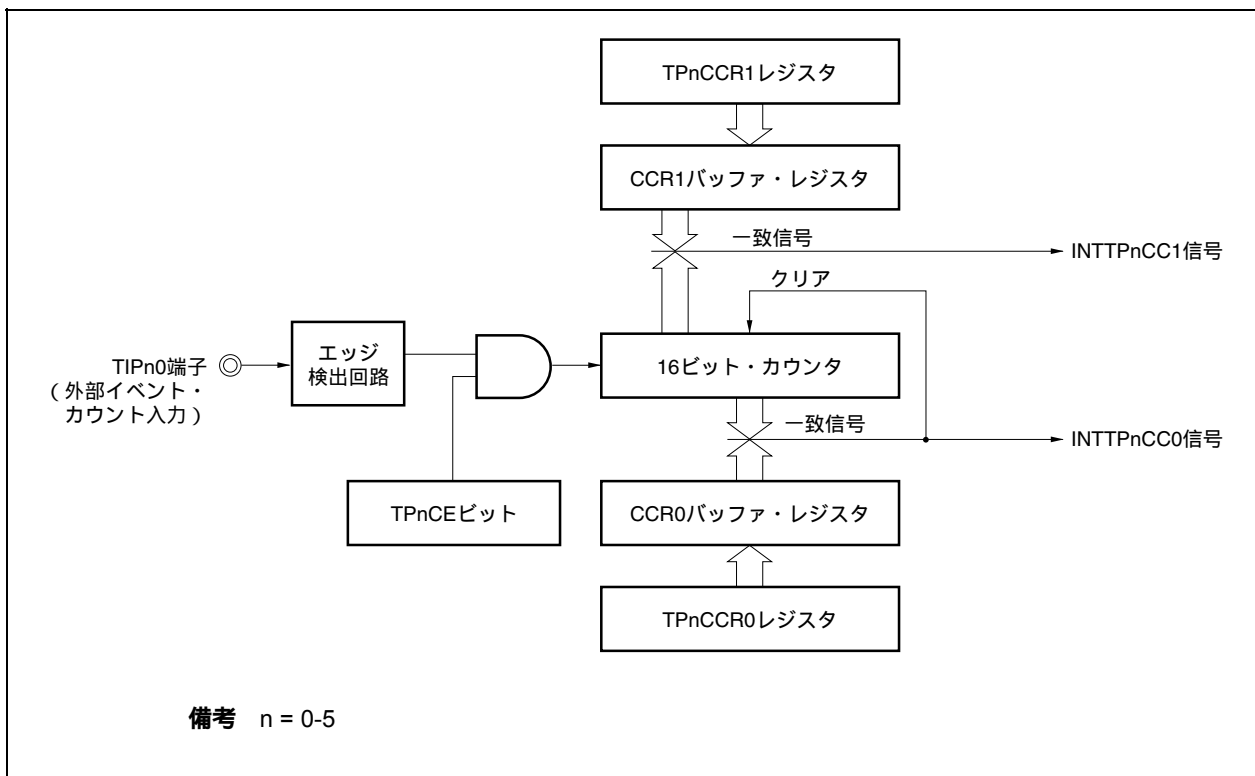 TPnCCR1レジスタ
CCR1バッファ・レジスタ
一致信号
INTTPnCC1信号
クリア
TIPn0端子
(外部イベント・
カウント入力)
エッジ
検出回路
16ビット・カウンタ
一致信号
INTTPnCC0信号
TPnCEビット
CCR0バッファ・レジスタ
TPnCCR0レジスタ
備考 n = 0-5